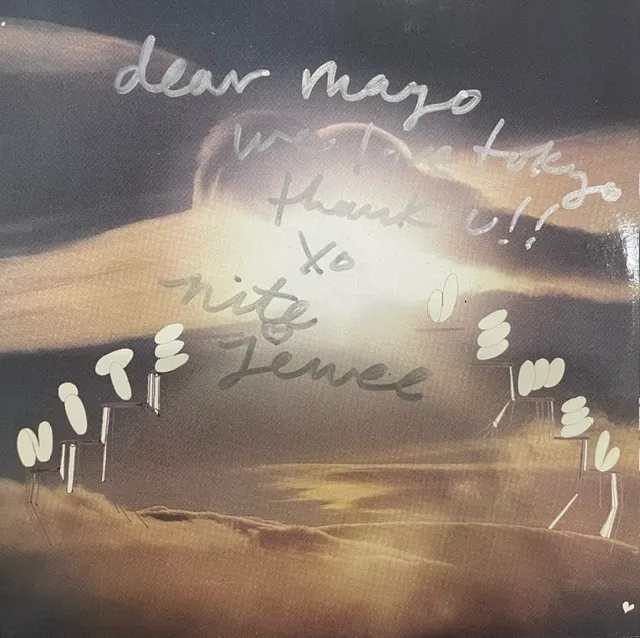 dear mayo
we love tokyo
thank u!!
xo
nite
Jewel
NITE JEWEL